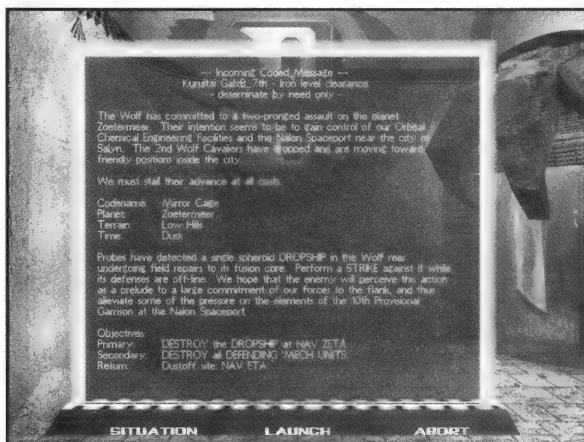 --- Incoming Coded Message ---
Kurultai GalxB_7th - Iron level clearance
- disseminate by need only -
The Wolf has committed to a two-pronged assault on the planet
Zoetermeer. Their intention seems to be to gain control of our Orbital
Chemical Engineering Facilities and the Nalon Spaceport near the city of
Salyn. The 2nd Wolf Cavaliers have dropped and are moving toward
friendly positions inside the city.
We must stall their advance at all costs.
Codename: Mirror Cage
Planet: Zoetermeer
Terrain: Low Hills
Time: Dusk
Probes have detected a single spheroid DROPSHIP in the Wolf rear
undergoing field repairs to its fusion core. Perform a STRIKE against it while
its defenses are off-line. We hope that the enemy will perceive this action
as a prelude to a large commitment of our forces to the flank, and thus
alleviate some of the pressure on the elements of the 10th Provisional
Garrison at the Nalon Spaceport.
Objectives
Primary: DESTROY the DROPSHIP at NAV ZETA
Secondary: DESTROY all DEFENDING 'MECH UNITS.
Return: Dustoff site: NAV ETA
SITUATION LAUNCH ABORT